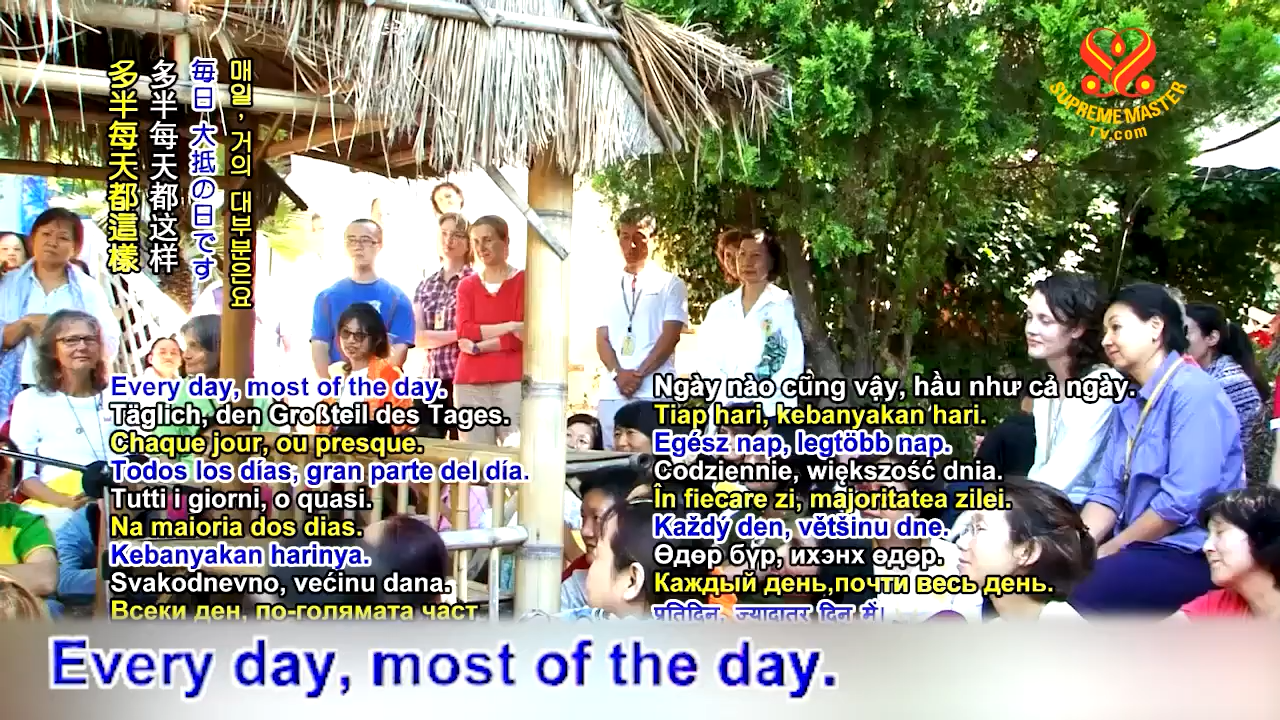 多半每天都這樣
多半每天都这样
毎日、大抵の日です
매일, 거의 대부분은요
SUPREME MASTER
TV.com
Every day, most of the day.
Täglich, den Großteil des Tages.
Chaque jour, ou presque.
Todos los días, gran parte del día.
Tutti i giorni, o quasi.
Na maioria dos dias.
Kebanyakan harinya.
Svakodnevno, većinu dana.
Всеки ден, по-голямата част
Ngày nào cũng vậy, hầu như cả ngày.
Tiap hari, kebanyakan hari.
Egész nap, legtöbb nap.
Codziennie, większość dnia.
În fiecare zi, majoritatea zilei.
Každý den, většinu dne.
Өдөр бүр, ихэнх өдөр.
Каждый день,почти весь день.
प्रतिदिन, ज्यादातर दिन में।
Every day, most of the day.